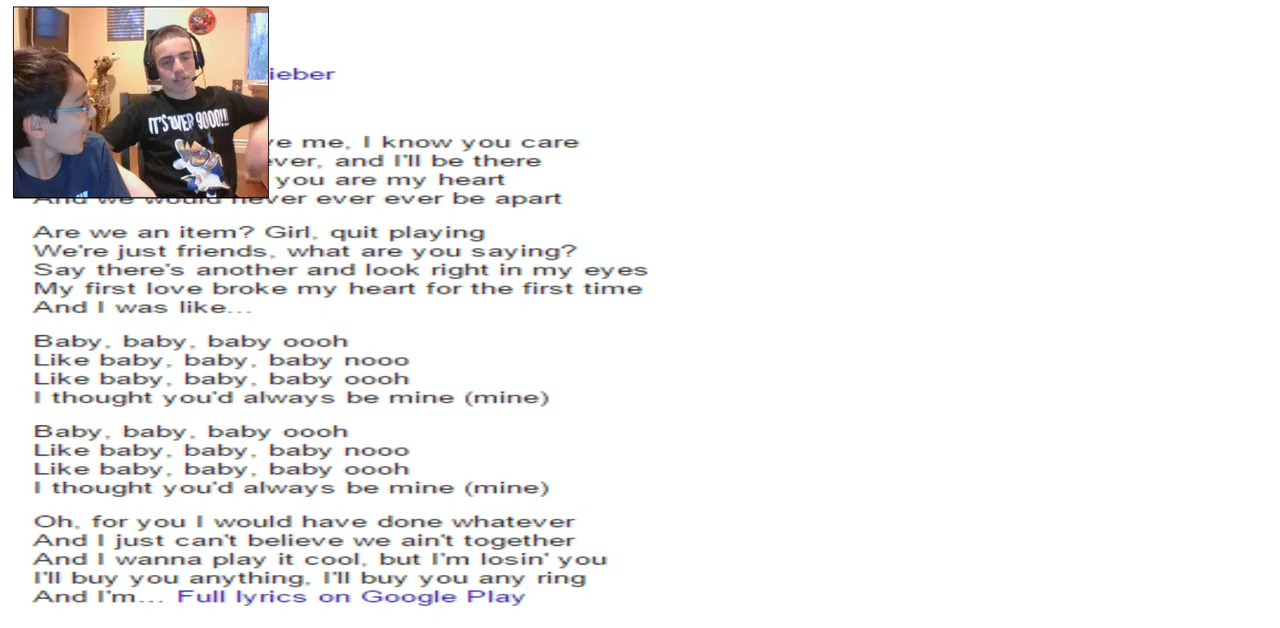 ieber
IT'S OVER 9000!!!
ve me, I know you care
ever, and I'll be there
you are my heart
And we would never ever ever be apart
Are we an item? Girl, quit playing
We're just friends, what are you saying?
Say there's another and look right in my eyes
My first love broke my heart for the first time
And I was like...
Baby, baby, baby oooh
Like baby, baby, baby nooo
Like baby, baby, baby oooh
I thought you'd always be mine (mine)
Baby, baby, baby oooh
Like baby, baby, baby nooo
Like baby, baby, baby oooh
I thought you'd always be mine (mine)
Oh, for you I would have done whatever
And I just can't believe we ain't together
And I wanna play it cool, but I'm losin' you
I'll buy you anything, I'll buy you any ring
And I'm... Full lyrics on Google Play